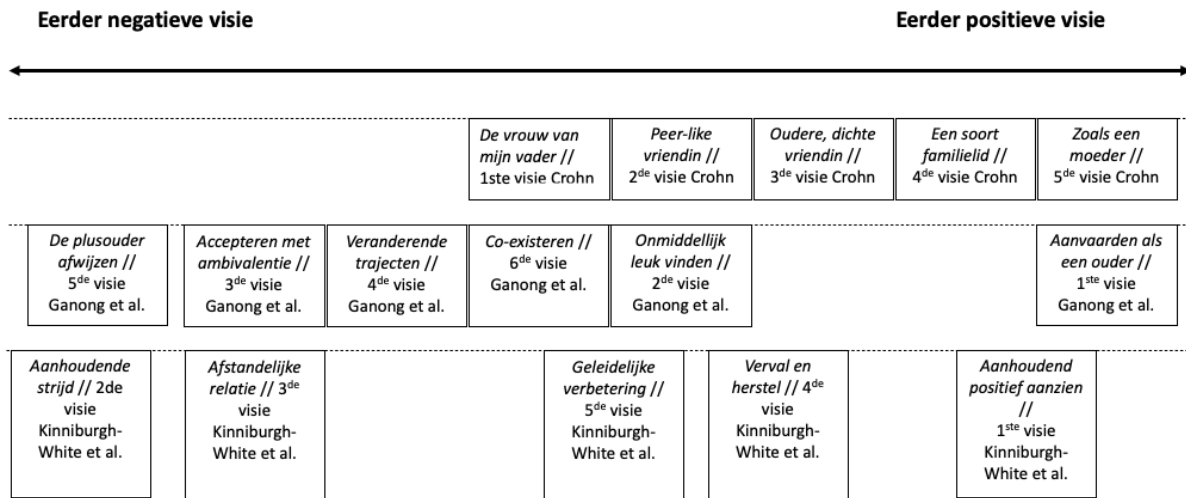 Eerder negatieve visie
Eerder positieve visie
De vrouw van
mijn vader //
1ste visie Crohn
Peer-like
vriendin //
2de visie Crohn
Oudere, dichte
vriendin //
3de visie Crohn
Een soort
familielid //
4de visie Crohn
Zoals een
moeder //
5de visie Crohn
De plusouder
afwijzen //
5de visie
Ganong et al.
Accepteren met
ambivalentie //
3de visie
Ganong et al.
Veranderende
trajecten //
4de visie
Ganong et al.
Co-existeren //
6de visie
Ganong et al.
Onmiddellijk
leuk vinden //
2de visie
Ganong et al.
Aanvaarden als
een ouder //
1ste visie
Ganong et al.
Aanhoudende
strijd // 2de
visie
Kinniburgh-
White et al.
Afstandelijke
relatie // 3de
visie
Kinniburgh-
White et al.
Geleidelijke
verbetering //
5de visie
Kinniburgh-
White et al.
Verval en
herstel // 4de
visie
Kinniburgh-
White et al.
Aanhoudend
positief aanzien
//
1ste visie
Kinniburgh-
White et al.